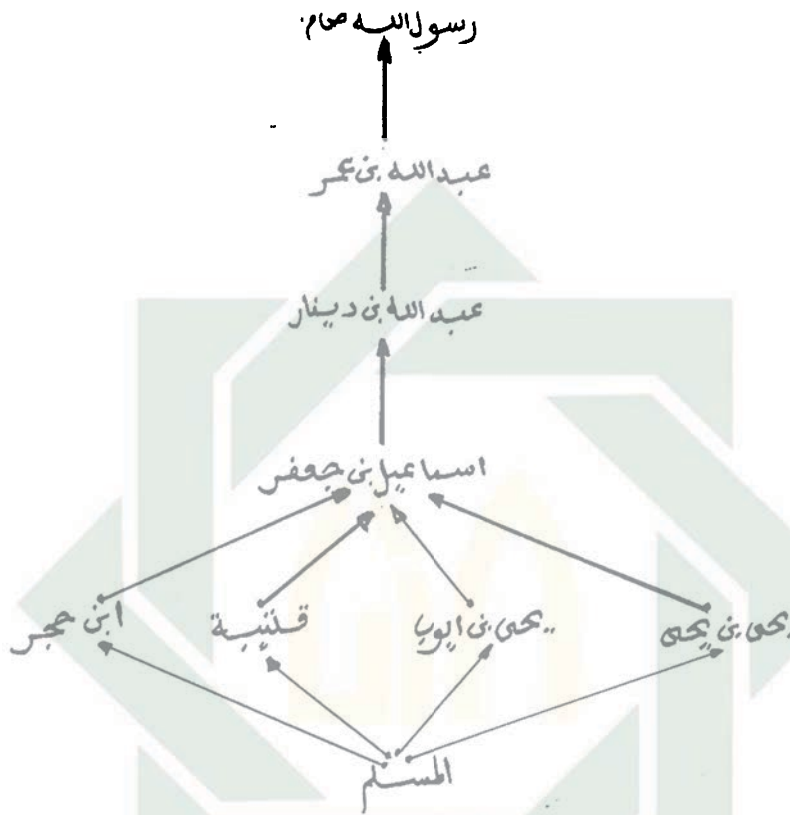 رسول الله صلعم.
عبد الله بن عمر
عبد الله بن دينار
اسماعيل بن جعفر
يحى بن يحى يحى بن ايوب قتيبة ابن حجر
المسلم